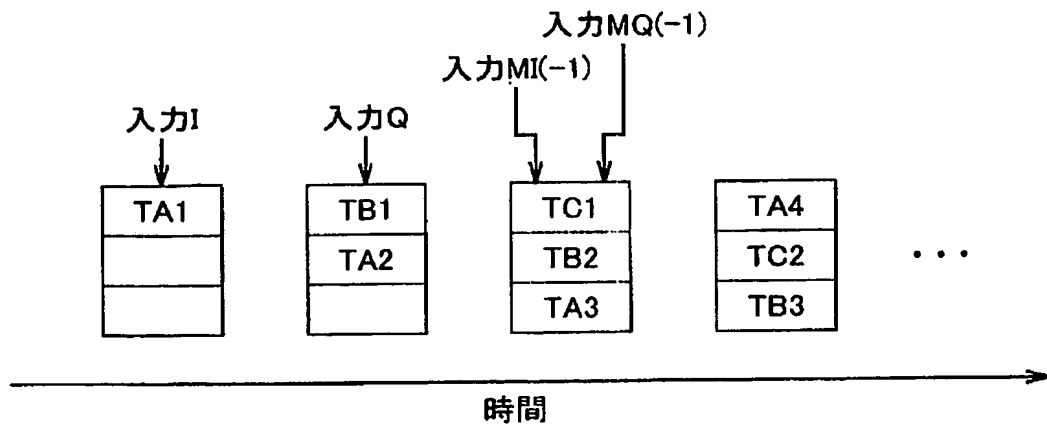 入力MQ(-1)
入力MI(-1)
入力I
入力Q
TA1
TB1
TA2
TC1
TB2
TA3
TA4
TC2
TB3
・・・
時間